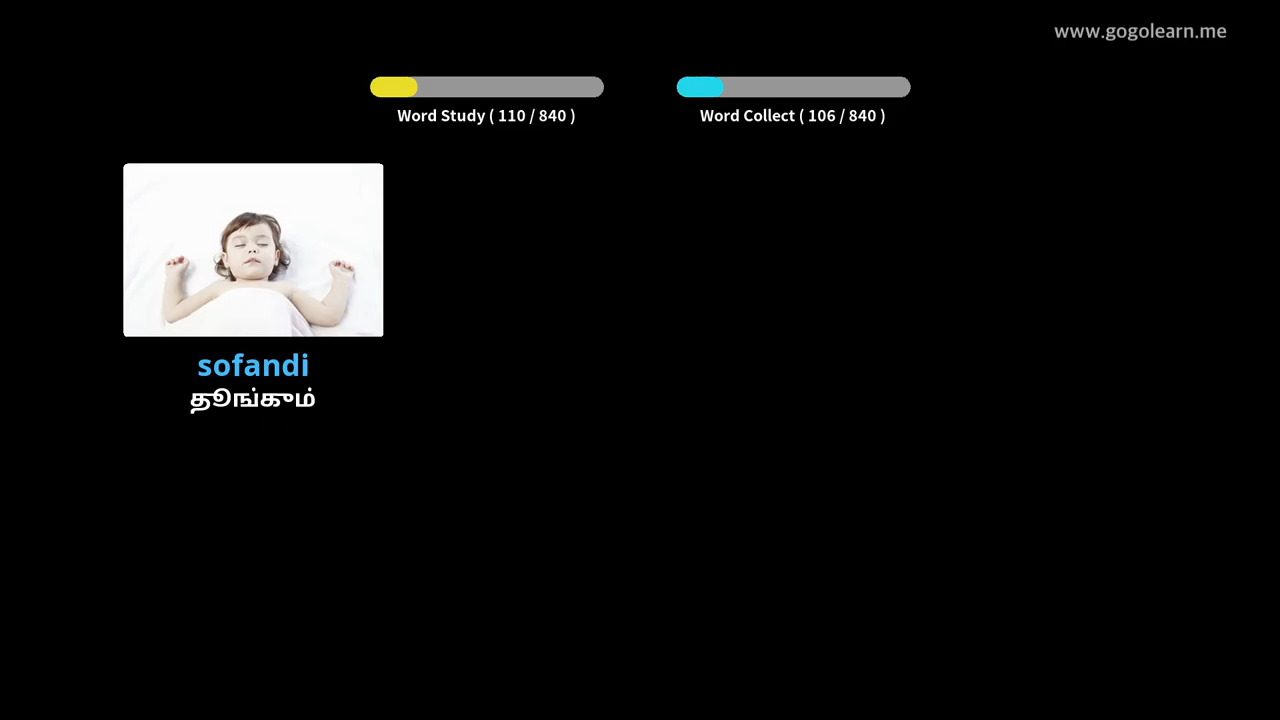 www.gogolearn.me
Word Study ( 110 / 840 )
Word Collect ( 106 / 840 )
sofandi
தூங்கும்